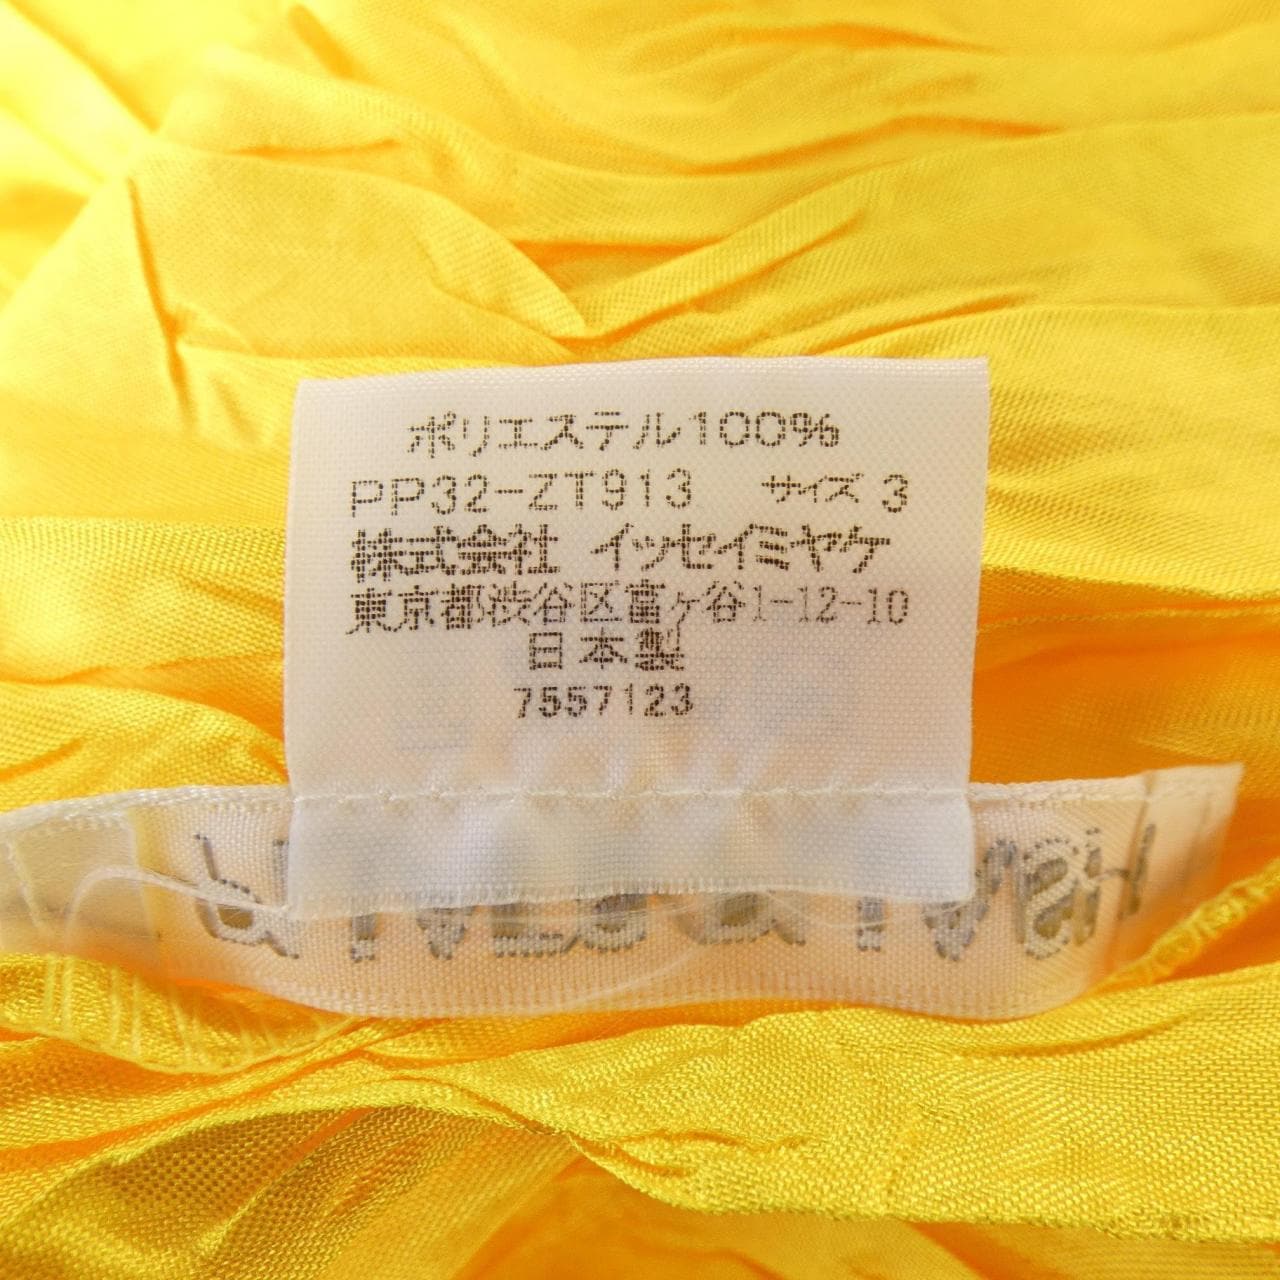 ポリエステル100%
PP32-ZT913 サイズ 3
株式会社 イッセイミヤケ
東京都渋谷区富ヶ谷1-12-10
日本製
7557123